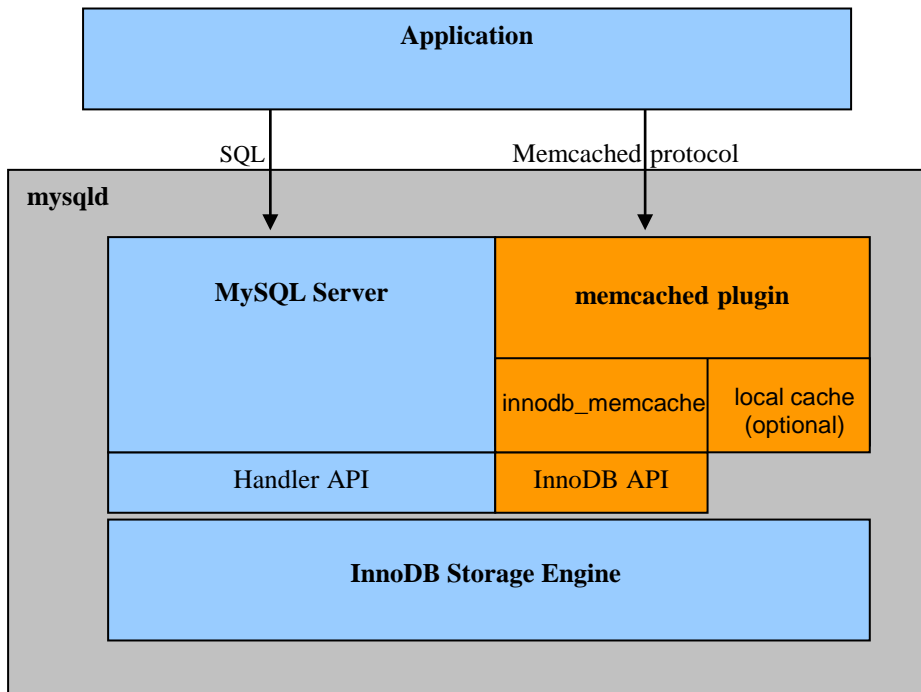 Application
SQL
Memcached protocol
mysqld
MySQL Server
memcached plugin
innodb_memcache
local cache
(optional)
Handler API
InnoDB API
InnoDB Storage Engine